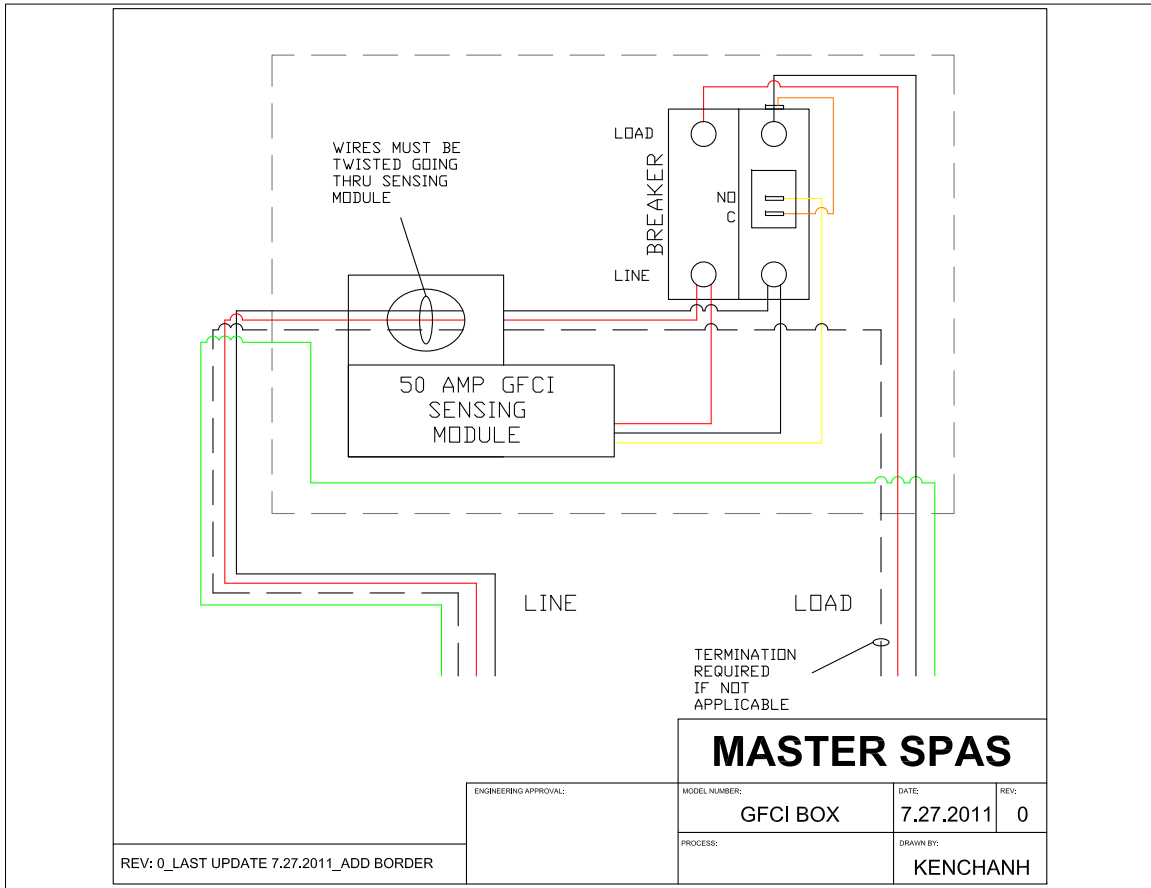 WIRES MUST BE
TWISTED GOING
THRU SENSING
MODULE
LOAD
BREAKER
NO
C
LINE
50 AMP GFCI
SENSING
MODULE
LINE
LOAD
TERMINATION
REQUIRED
IF NOT
APPLICABLE
MASTER SPAS
ENGINEERING APPROVAL:
MODEL NUMBER:
GFCI BOX
DATE:
7.27.2011
REV:
0
PROCESS:
DRAWN BY:
KENCHANH
REV: 0_LAST UPDATE 7.27.2011_ADD BORDER